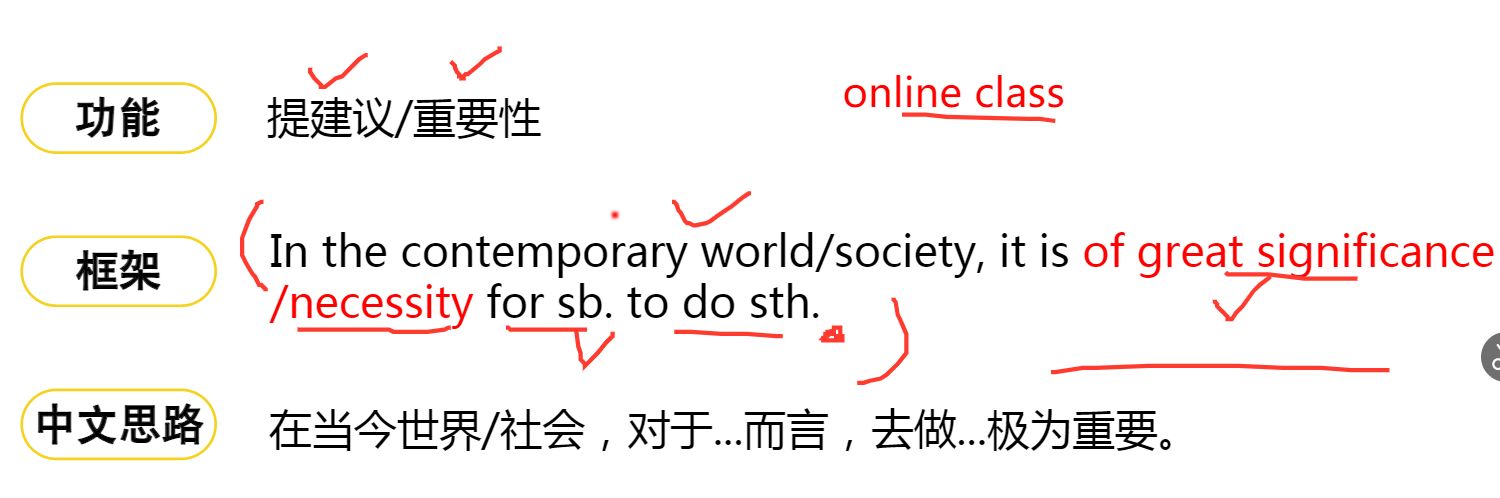 功能
提建议/重要性
online class
框架
In the contemporary world/society, it is of great significance
/necessity for sb. to do sth.
中文思路
在当今世界/社会，对于...而言，去做...极为重要。